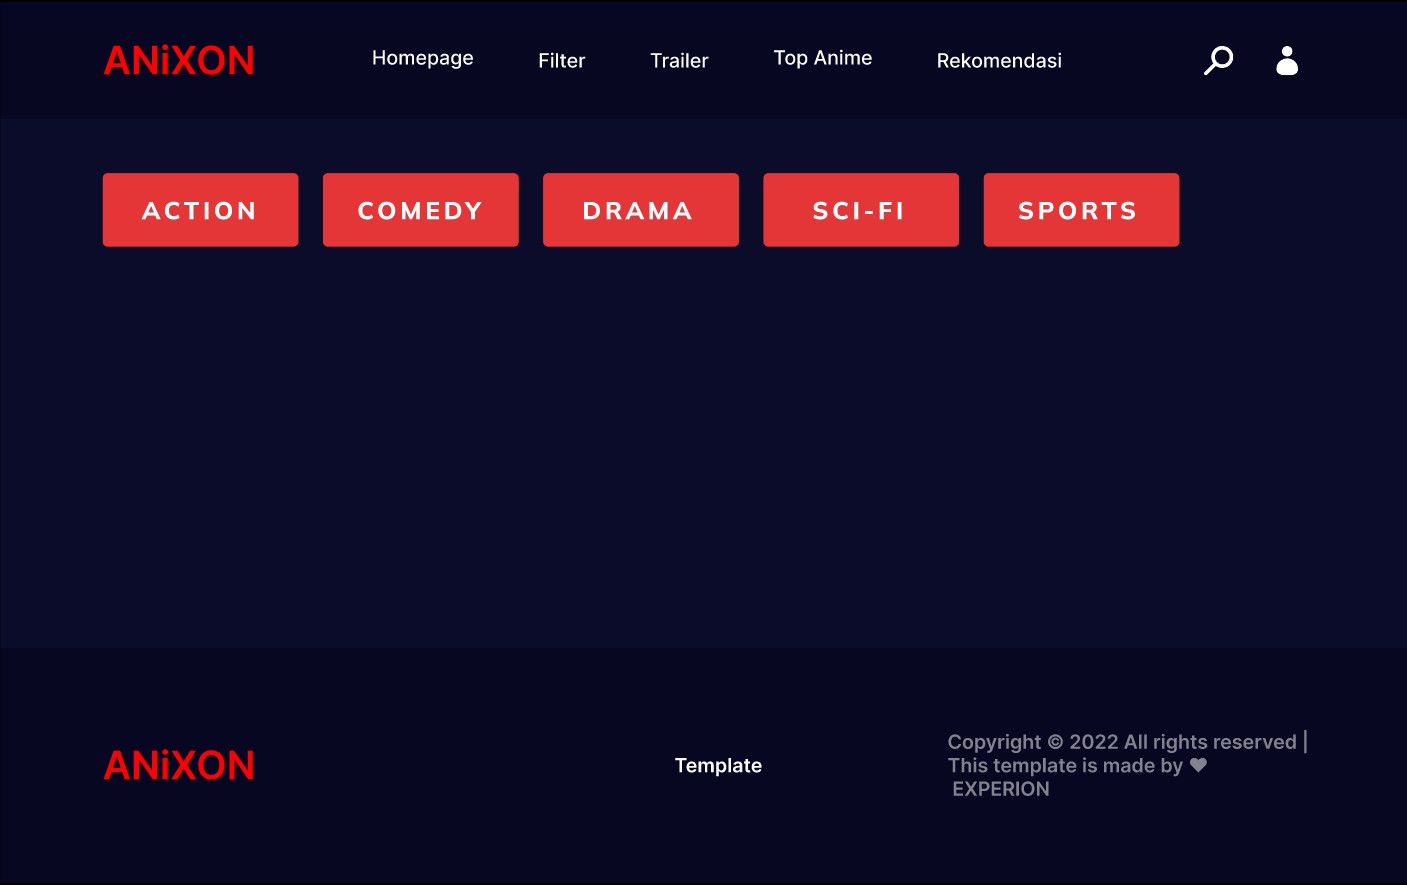 ANiXON
Homepage
Filter
Trailer
Top Anime
Rekomendasi
ACTION
COMEDY
DRAMA
SCI-FI
SPORTS
ANiXON
Template
Copyright © 2022 All rights reserved |
This template is made by ♥
EXPERION